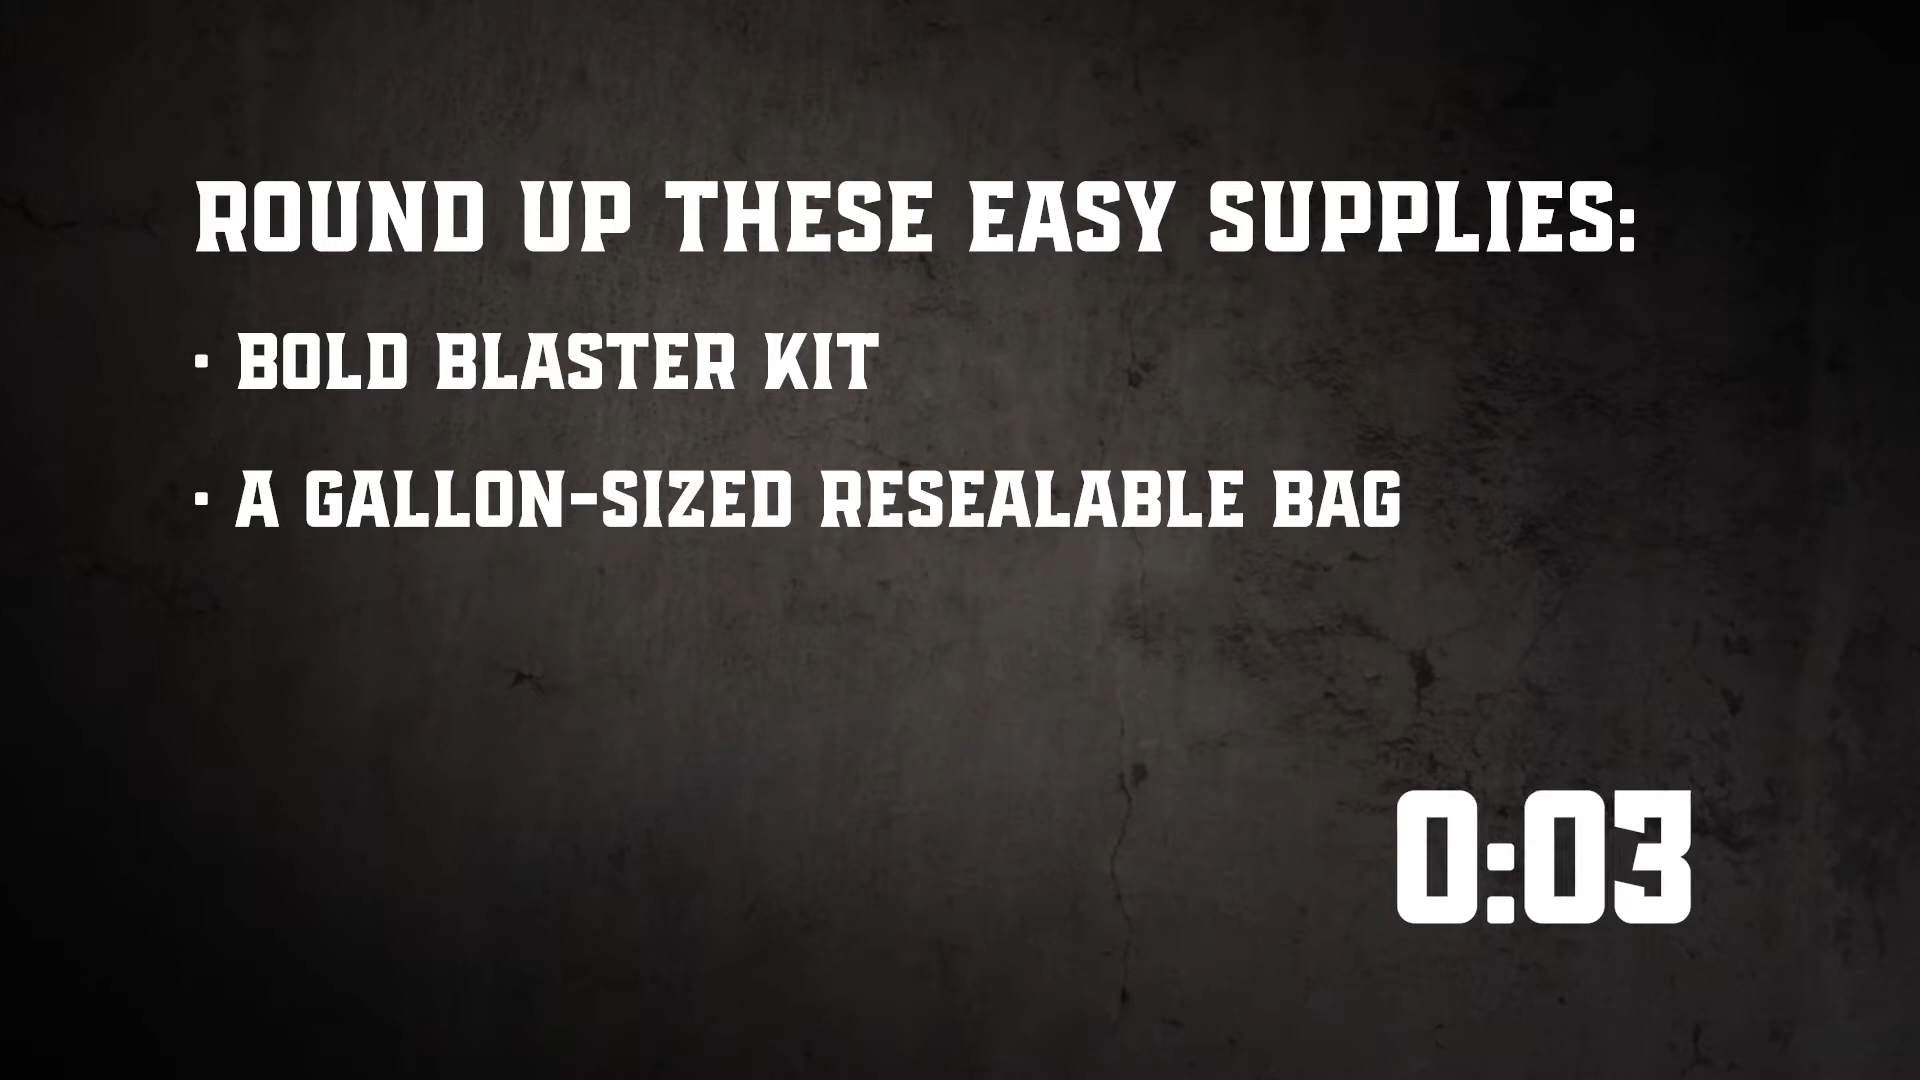 ROUND UP THESE EASY SUPPLIES:
· BOLD BLASTER KIT
· A GALLON-SIZED RESEALABLE BAG
0:03